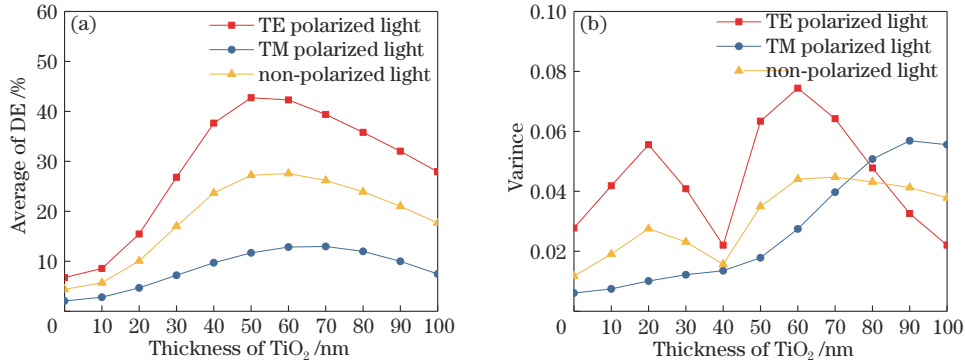 (a)
TE polarized light
TM polarized light
non-polarized light
60
50
40
30
20
10
0 10 20 30 40 50 60 70 80 90 100
Average of DE /%
Thickness of TiO₂ /nm
(b)
TE polarized light
TM polarized light
non-polarized light
0.10
0.08
0.06
0.04
0.02
0 10 20 30 40 50 60 70 80 90 100
Varince
Thickness of TiO₂ /nm